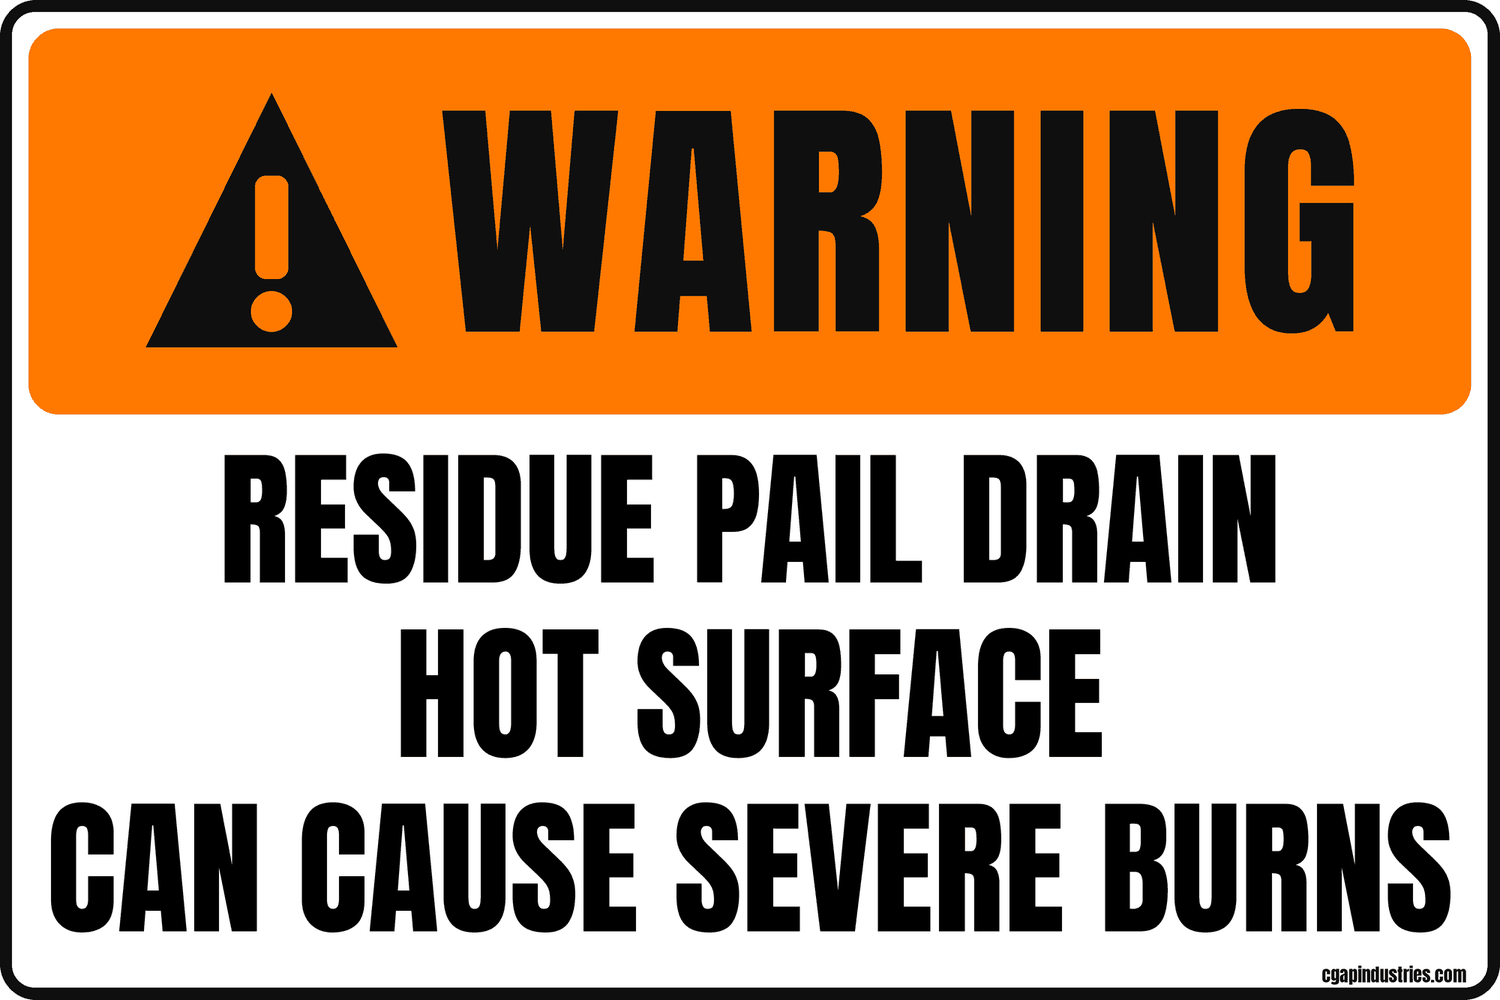 WARNING
RESIDUE PAIL DRAIN
HOT SURFACE
CAN CAUSE SEVERE BURNS
cgapindustries.com